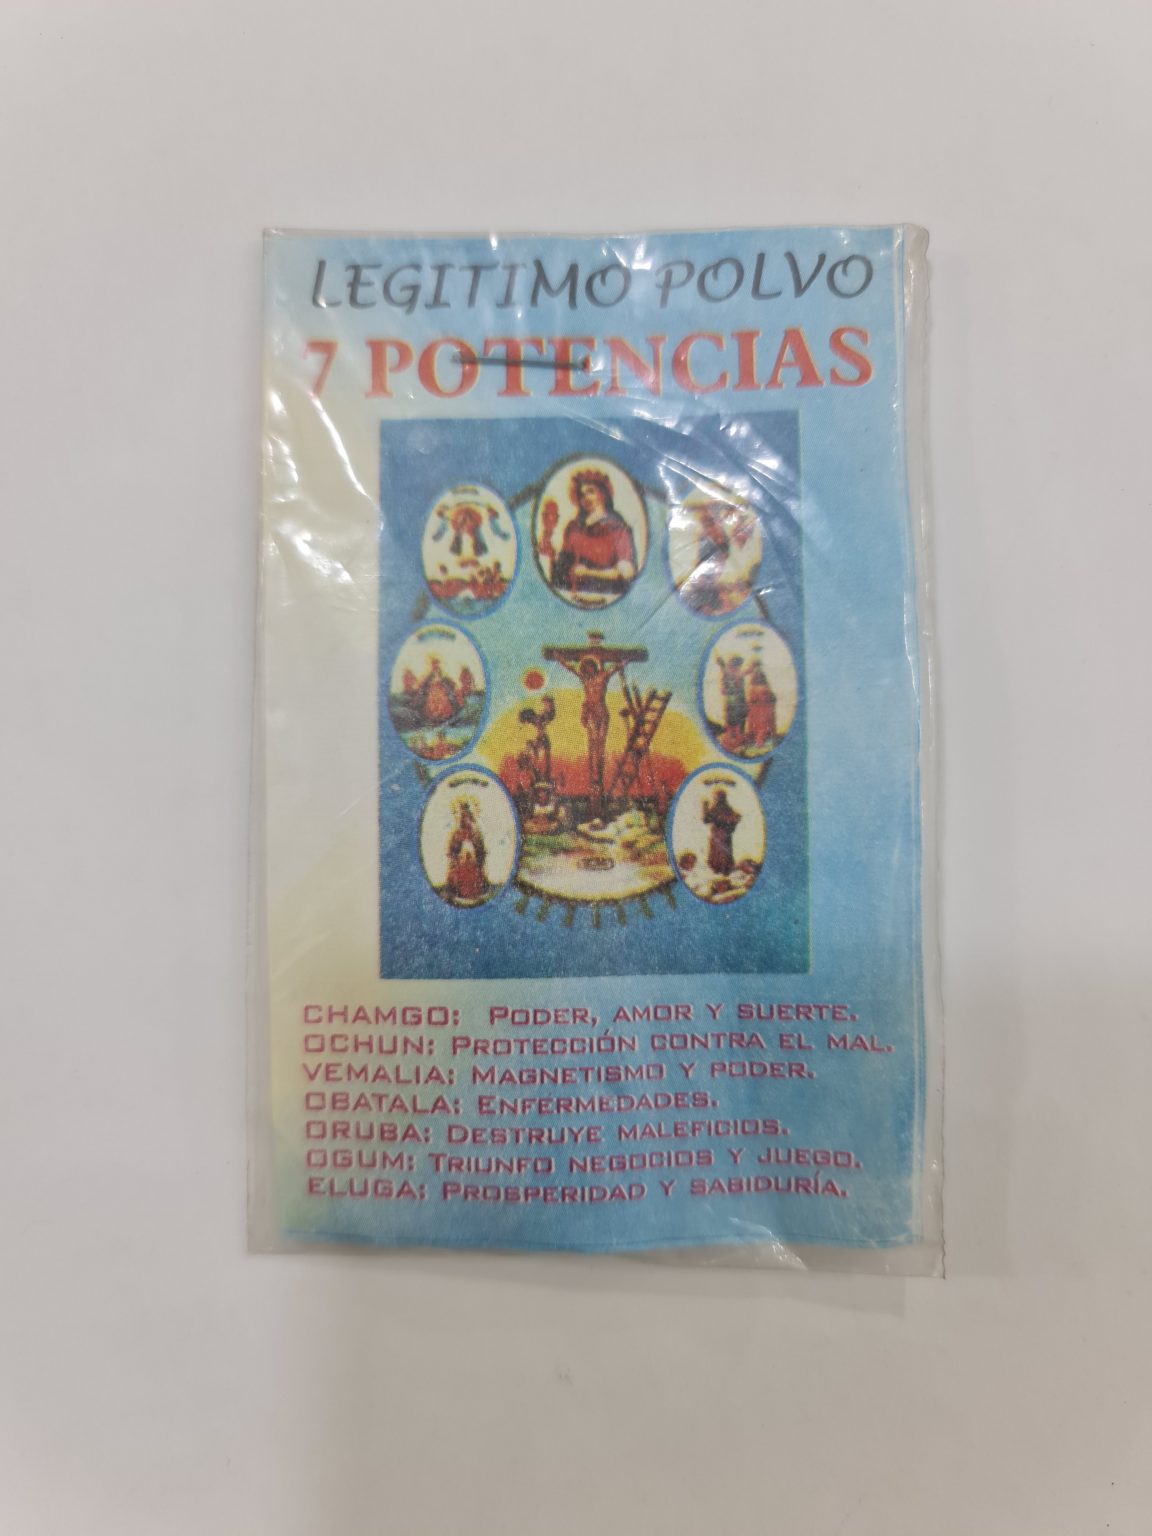 LEGITIMO POLVO
7 POTENCIAS
CHAMGO: PODER, AMOR Y SUERTE.
OCHUN: PROTECCIÓN CONTRA EL MAL.
VEMALIA: MAGNETISMO Y PODER.
OBATALA: ENFERMEDADES.
ORUBA: DESTRUYE MALEFICIOS.
OGUM: TRIUNFO NEGOCIOS Y JUEGO.
ELUGA: PROSPERIDAD Y SABIDURÍA.